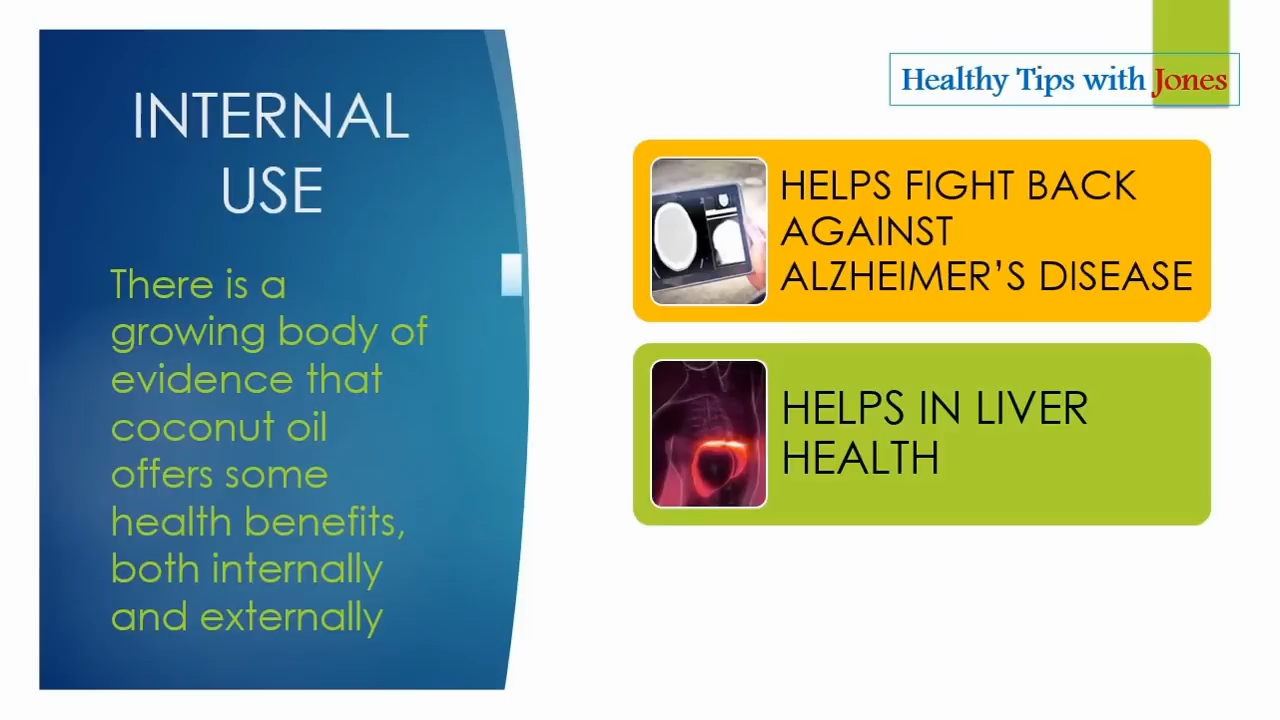 INTERNAL
USE
There is a
growing body of
evidence that
coconut oil
offers some
health benefits,
both internally
and externally
Healthy Tips with Jones
HELPS FIGHT BACK
AGAINST
ALZHEIMER’S DISEASE
HELPS IN LIVER
HEALTH